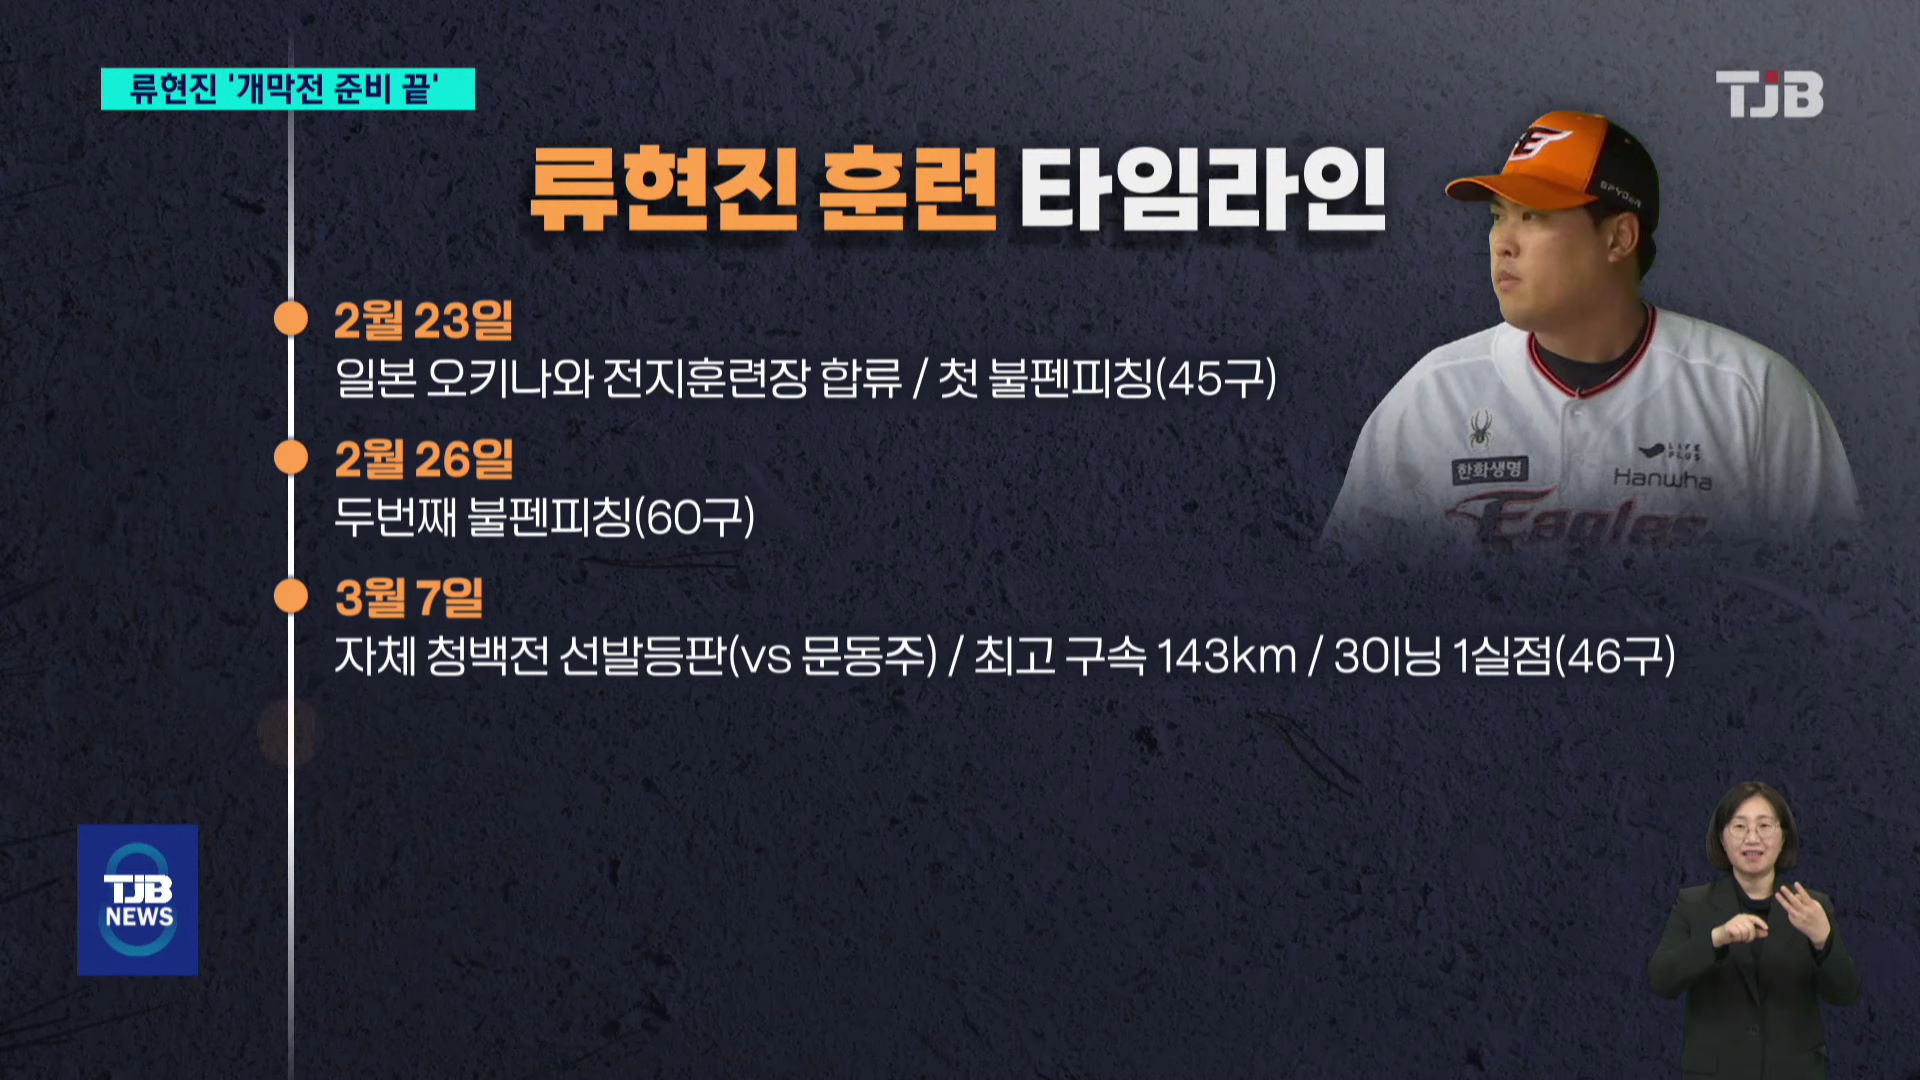 류현진 '개막전 준비 끝'
TJB
류현진 훈련 타임라인
2월 23일
일본 오키나와 전지훈련장 합류 / 첫 불펜피칭(45구)
2월 26일
두번째 불펜피칭(60구)
3월 7일
자체 청백전 선발등판(vs 문동주) / 최고 구속 143km / 3이닝 1실점(46구)
SPYDER
LIFE
PLUS
한화생명
Hanwha
Eagles
TJB
NEWS